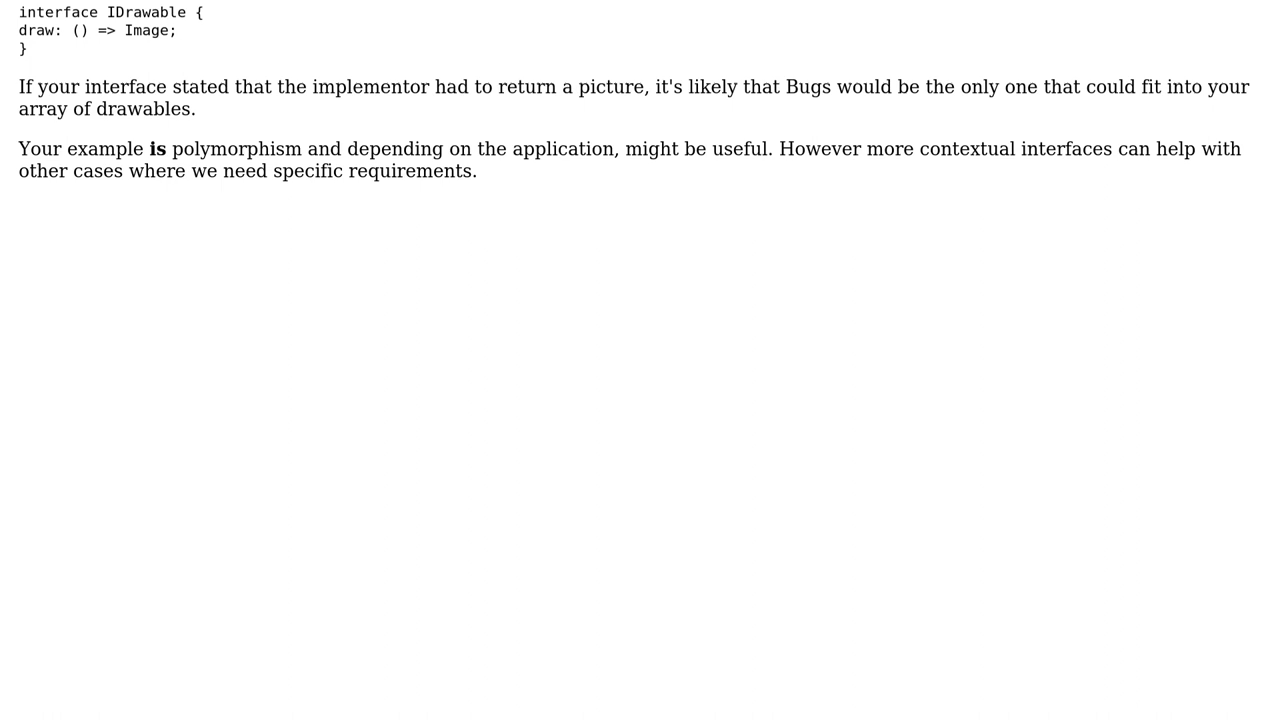 interface IDrawable {
draw: () => Image;
}
If your interface stated that the implementor had to return a picture, it's likely that Bugs would be the only one that could fit into your
array of drawables.
Your example is polymorphism and depending on the application, might be useful. However more contextual interfaces can help with
other cases where we need specific requirements.